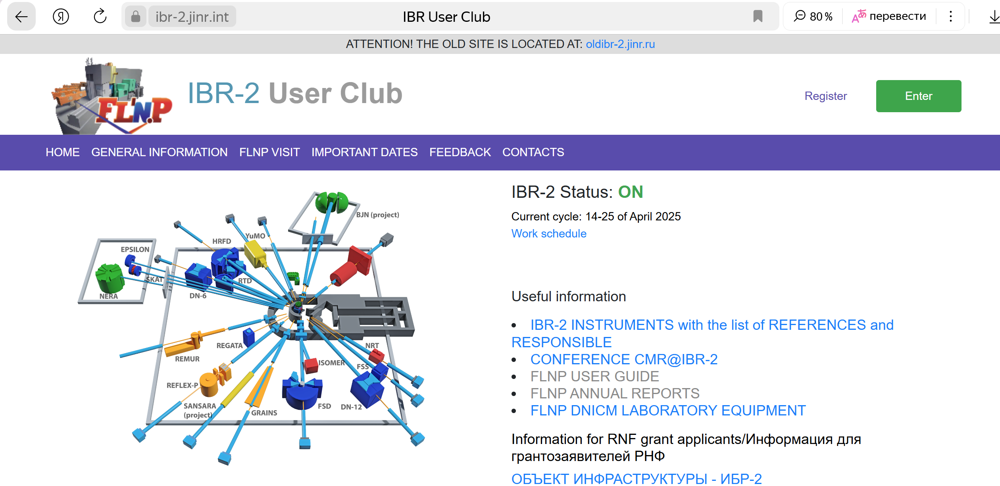 ibr-2.jinr.int
IBR User Club
80 %
перевести
ATTENTION! THE OLD SITE IS LOCATED AT: oldibr-2.jinr.ru
FLNP
IBR-2 User Club
Register
Enter
HOME
GENERAL INFORMATION
FLNP VISIT
IMPORTANT DATES
FEEDBACK
CONTACTS
BJN (project)
YuMO
HRFD
EPSILON
SKAT
RTD
NERA
DN-6
REGATA
NRT
REMUR
ISOMER
FSS
REFLEX-P
SANSARA
(project)
FSD
DN-12
GRAINS
IBR-2 Status: ON
Current cycle: 14-25 of April 2025
Work schedule
Useful information
IBR-2 INSTRUMENTS with the list of REFERENCES and
RESPONSIBLE
CONFERENCE CMR@IBR-2
FLNP USER GUIDE
FLNP ANNUAL REPORTS
FLNP DNICM LABORATORY EQUIPMENT
Information for RNF grant applicants/Информация для
грантозаявителей РНФ
ОБЪЕКТ ИНФРАСТРУКТУРЫ - ИБР-2